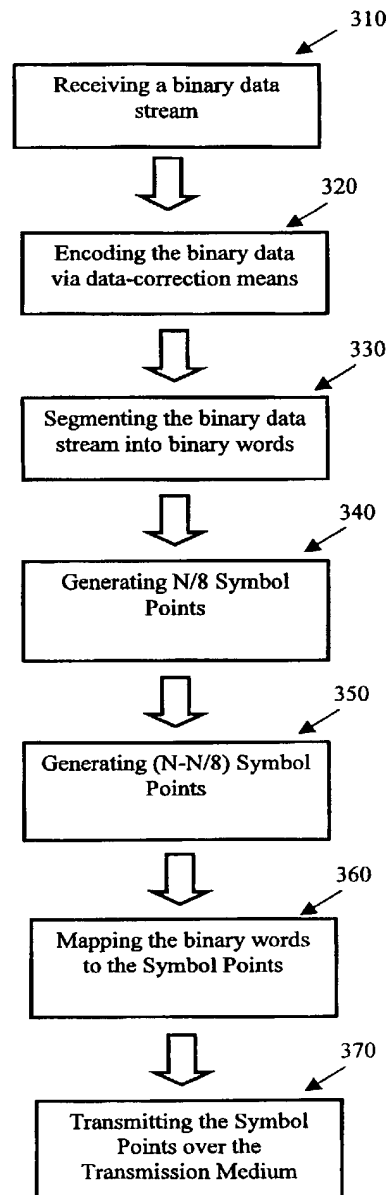 310
Receiving a binary data
stream
320
Encoding the binary data
via data-correction means
330
Segmenting the binary data
stream into binary words
340
Generating N/8 Symbol
Points
350
Generating (N-N/8) Symbol
Points
360
Mapping the binary words
to the Symbol Points
370
Transmitting the Symbol
Points over the
Transmission Medium